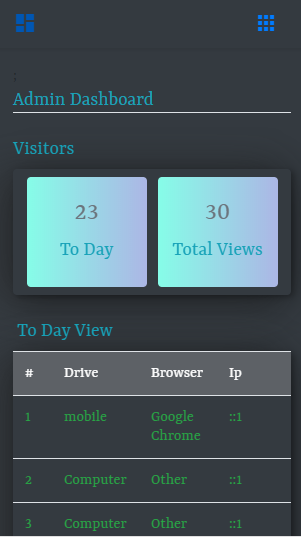 ;
Admin Dashboard
Visitors
23 30
To Day Total Views
To Day View
# Drive Browser Ip
1 mobile Google Chrome ::1
2 Computer Other ::1
3 Computer Other ::1